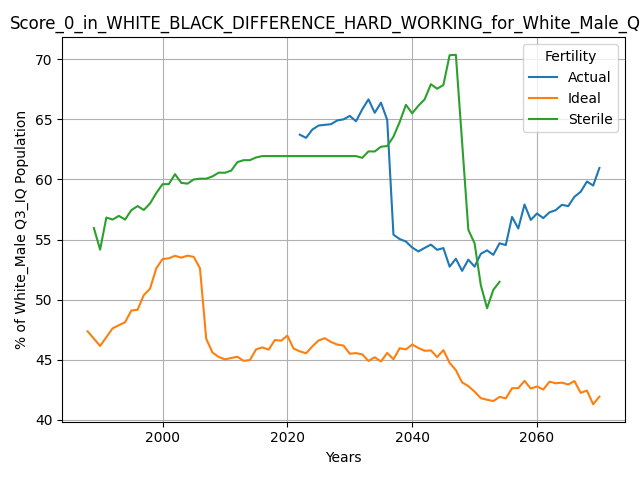 Score_0_in_WHITE_BLACK_DIFFERENCE_HARD_WORKING_for_White_Male_Q
Fertility
Actual
Ideal
Sterile
% of White_Male Q3_IQ Population
70
65
60
55
50
45
40
2000
2020
2040
2060
Years